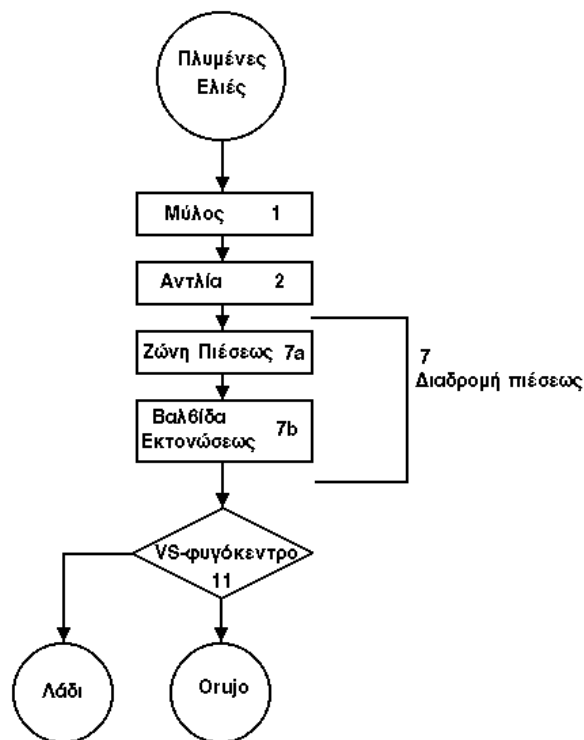 Πλυμένες
Ελιές
Μύλος 1
Αντλία 2
Ζώνη Πιέσεως 7a
7
Διαδρομή πιέσεως
Βαλβίδα
Εκτονώσεως 7b
VS-φυγόκεντρο
11
Λάδι
Orujo